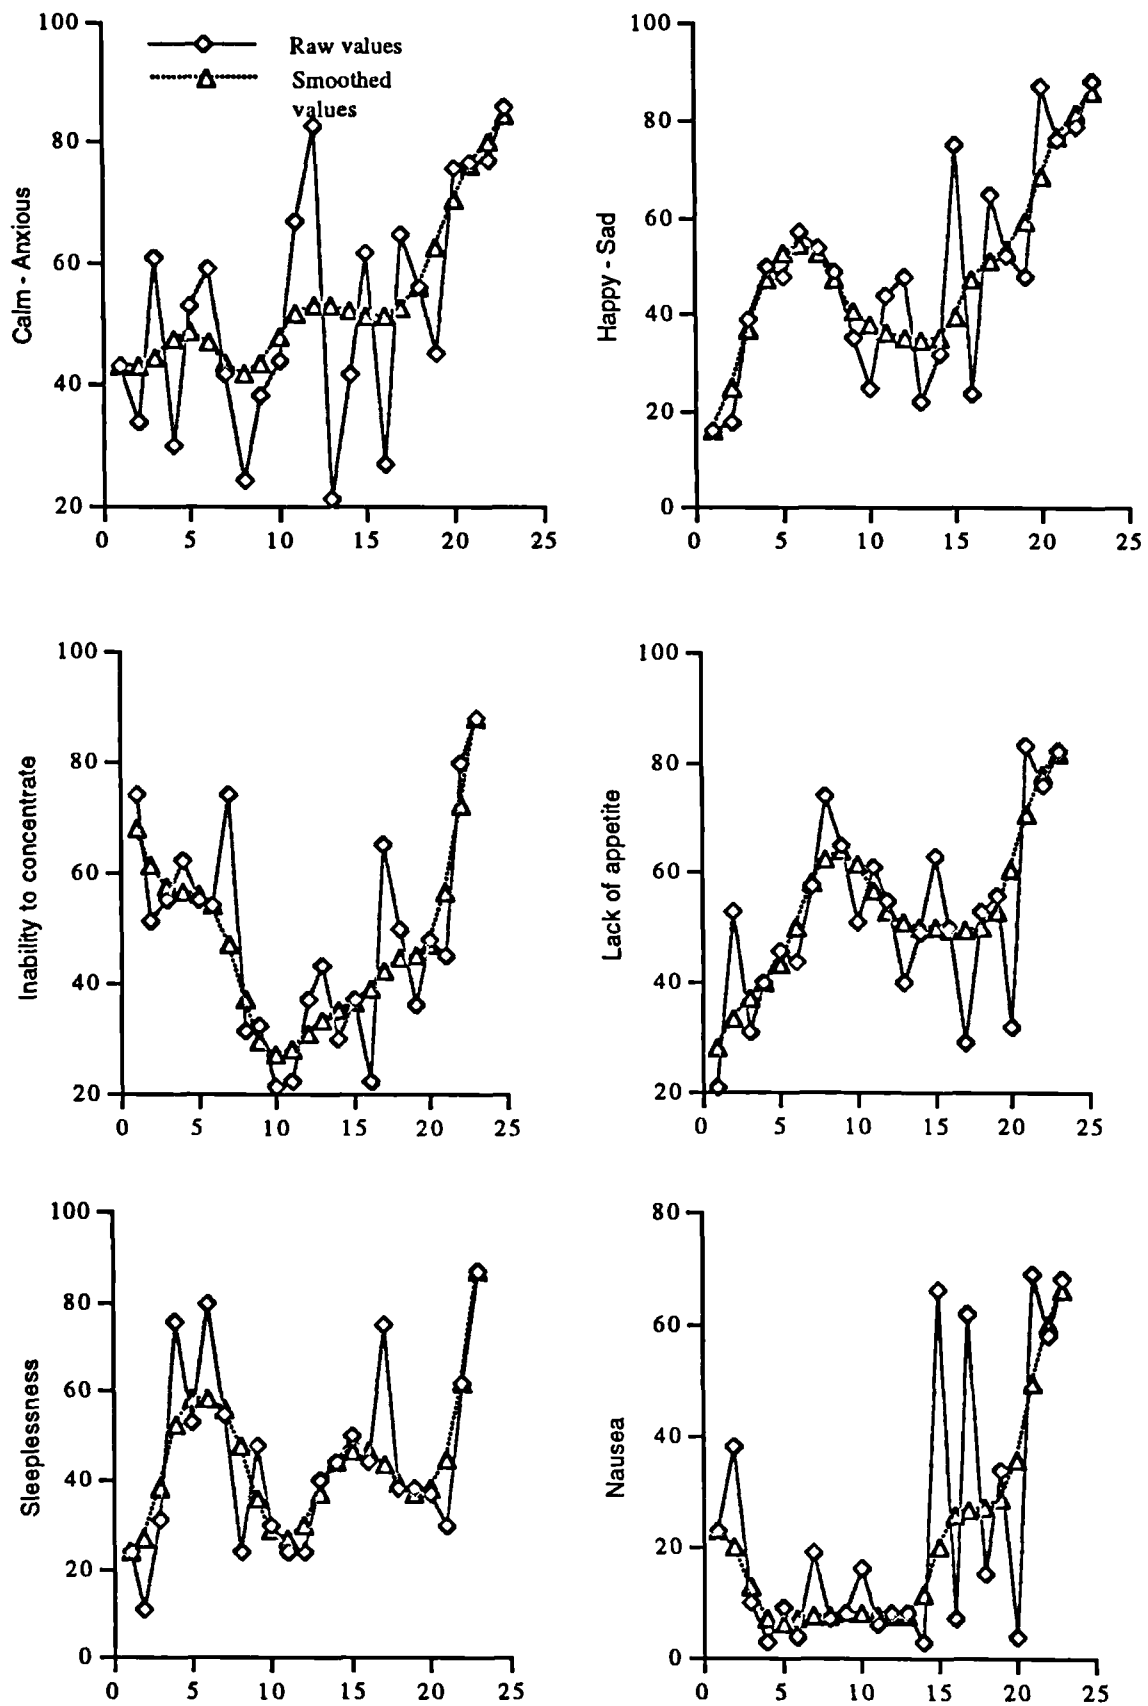 100
80
60
40
20
Calm - Anxious
Raw values
Smoothed
values
0 5 10 15 20 25
100
80
60
40
20
0
Happy - Sad
0 5 10 15 20 25
100
80
60
40
20
Inability to concentrate
0 5 10 15 20 25
100
80
60
40
20
Lack of appetite
0 5 10 15 20 25
100
80
60
40
20
0
Sleeplessness
0 5 10 15 20 25
80
60
40
20
0
Nausea
0 5 10 15 20 25